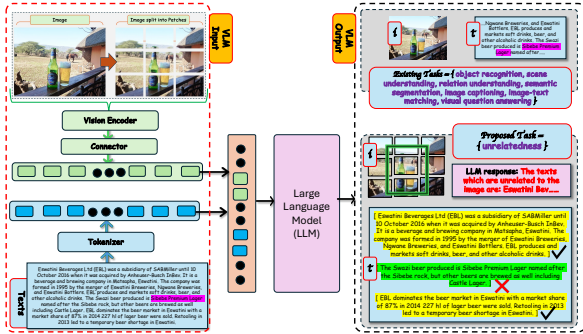 Image
Image split into Patches
VLM
Input
Vision Encoder
Connector
Tokenizer
Texts
Eswatini Beverages Ltd (EBL) was a subsidiary of SABMiller until
10 October 2016 when it was acquired by Anheuser-Busch InBev. It is a
beverage and brewing company in Matsapha, Eswatini. The company was
formed in 1995 by the merger of Eswatini Breweries, Ngwane Breweries,
and Eswatini Bottlers. EBL produces and markets soft drinks, beer, and
other alcoholic drinks. The Swasi beer produced is Sibebe Premium Lager
named after the Sibebe rock, but other beers are brewed as well including
Castle Lager. EBL dominates the beer market in Eswatini with a market
share of 87% in 2014 227 hl of lager beer were sold. Retooling in 2013
led to a temporary beer shortage in Eswatini.
Large
Language
Model
(LLM)
VLM
Output
i
t
...Ngwane Breweries, and Eswatini
Bottlers. EBL produces and
markets soft drinks, beer, and
other alcoholic drinks. The Swasi
beer produced is Sibebe Premium
Lager named after.....
Existing Tasks = { object recognition, scene
understanding, relation understanding, semantic
segmentation, image captioning, image-text
matching, visual question answering }
i
Proposed Task =
{ unrelatedness }
LLM response: The texts
which are unrelated to the
image are: Eswatini Bev.....
t
[ Eswatini Beverages Ltd (EBL) was a subsidiary of SABMiller until
10 October 2016 when it was acquired by Anheuser-Busch InBev.
It is a beverage and brewing company in Matsapha, Eswatini. The
company was formed in 1995 by the merger of Eswatini Breweries,
Ngwane Breweries, and Eswatini Bottlers. EBL produces and
markets soft drinks, beer, and other alcoholic drinks. ]
The Swasi beer produced is Sibebe Premium Lager named after
the Sibebe rock, but other beers are brewed as well including
Castle Lager.
[ EBL dominates the beer market in Eswatini with a market share
of 87% in 2014 227 hl of lager beer were sold. Retooling in 2013
led to a temporary beer shortage in Eswatini. ]